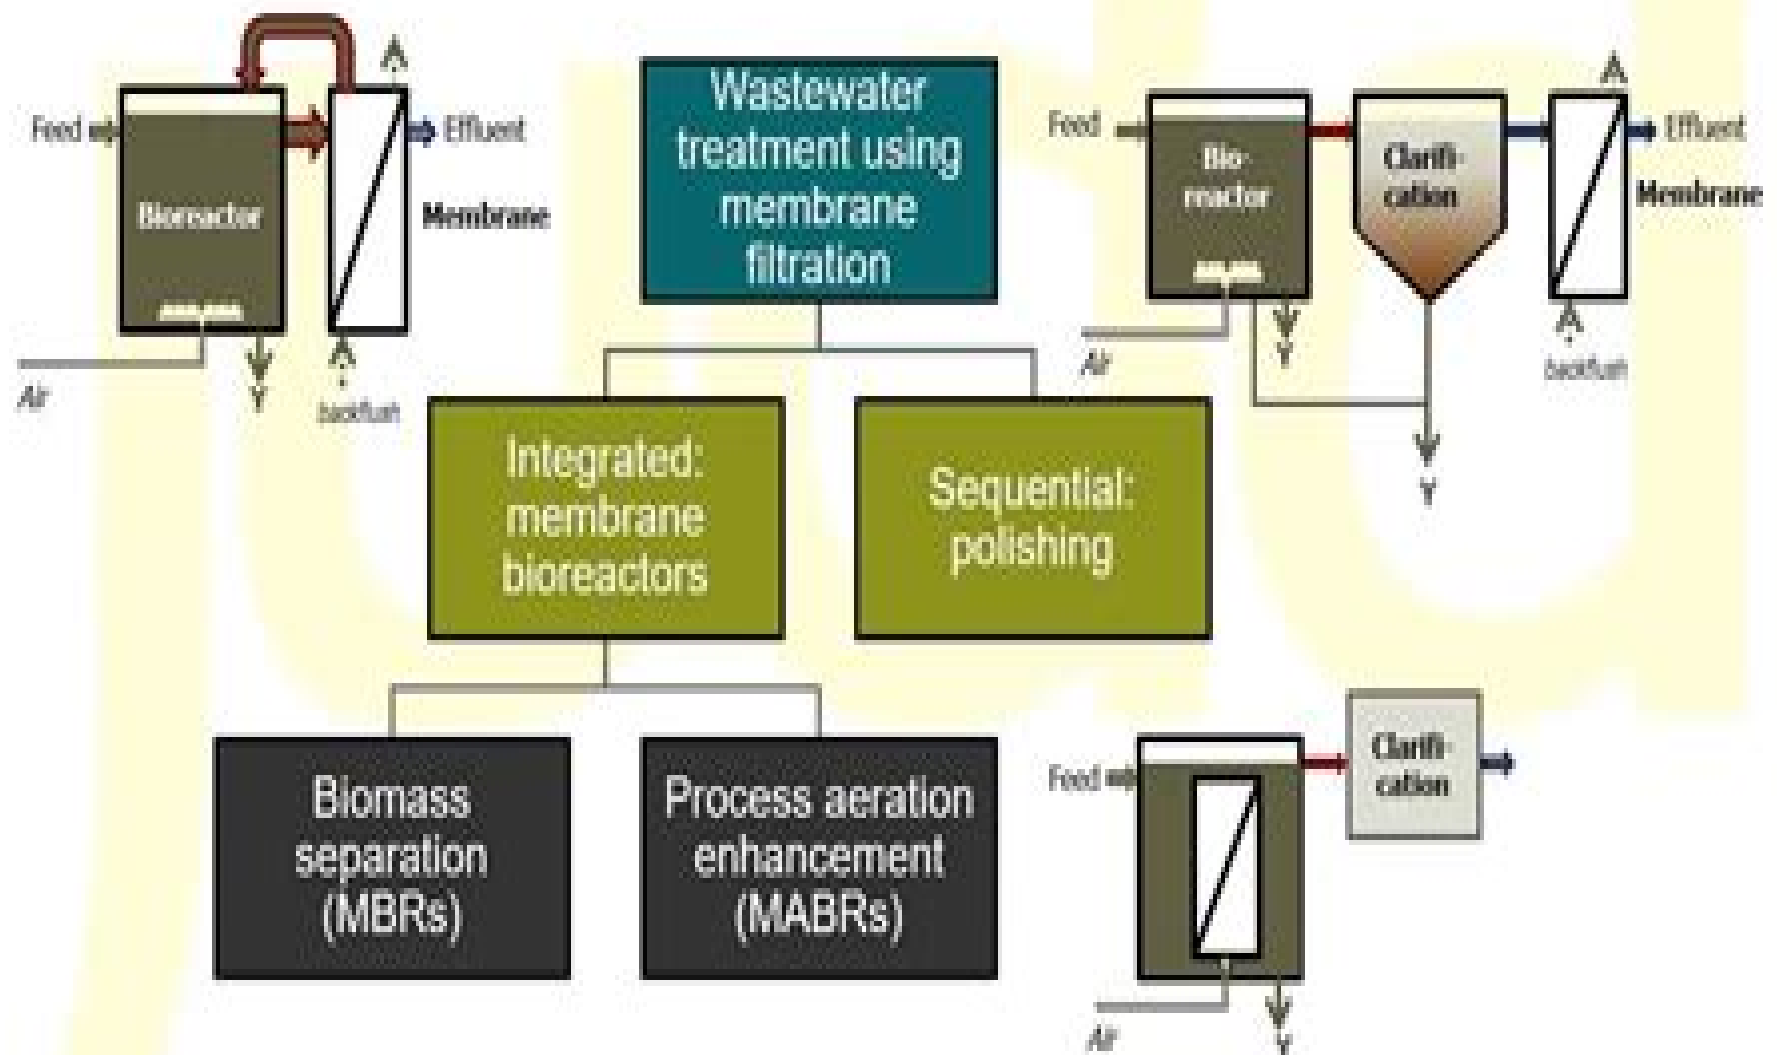 Feed
Effluent
Bioreactor
Membrane
Air
Y
backflush
Wastewater
treatment using
membrane
filtration
Feed
Bio-
reactor
Clarifi-
cation
Effluent
Membrane
Air
Y
backflush
Y
Integrated:
membrane
bioreactors
Sequential:
polishing
Biomass
separation
(MBRs)
Process aeration
enhancement
(MABRs)
Feed
Clarifi-
cation
Air
Y